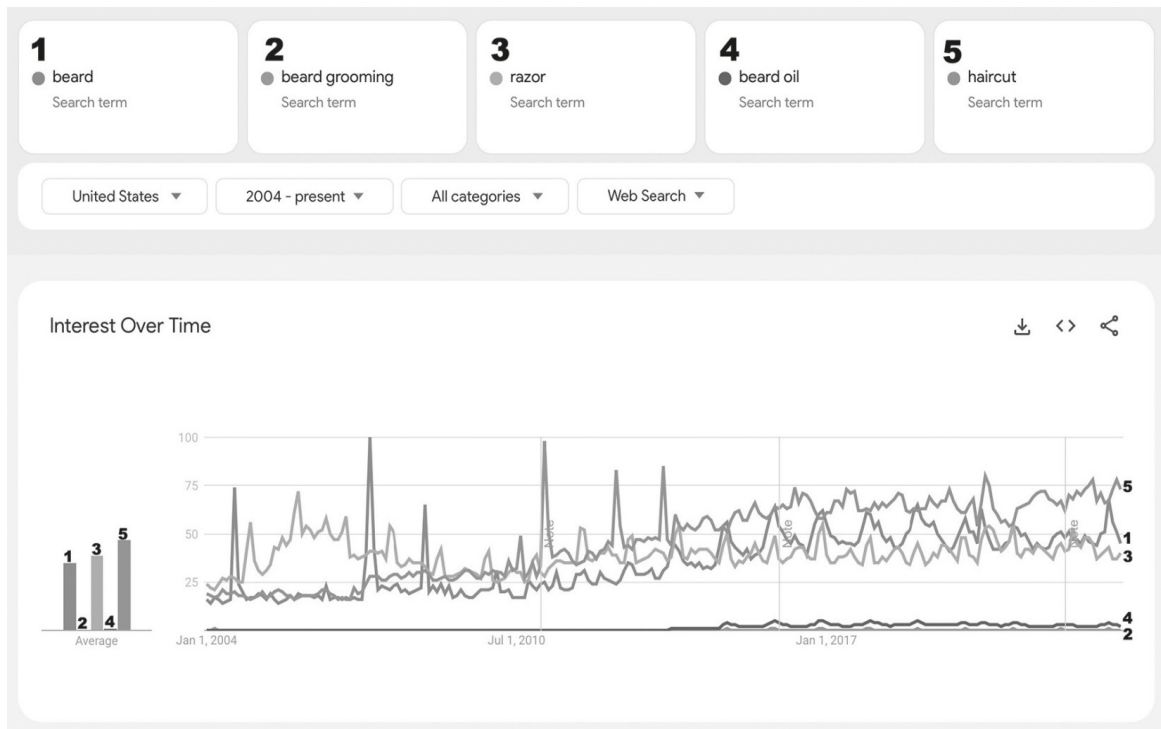 1 2 3 4 5
beard beard grooming razor beard oil haircut
Search term Search term Search term Search term Search term
United States 2004 - present All categories Web Search
Interest Over Time
100
75
50
25
Note Note Note
5
1
3
4
2
1 2 3 4 5
Average
Jan 1, 2004 Jul 1, 2010 Jan 1, 2017